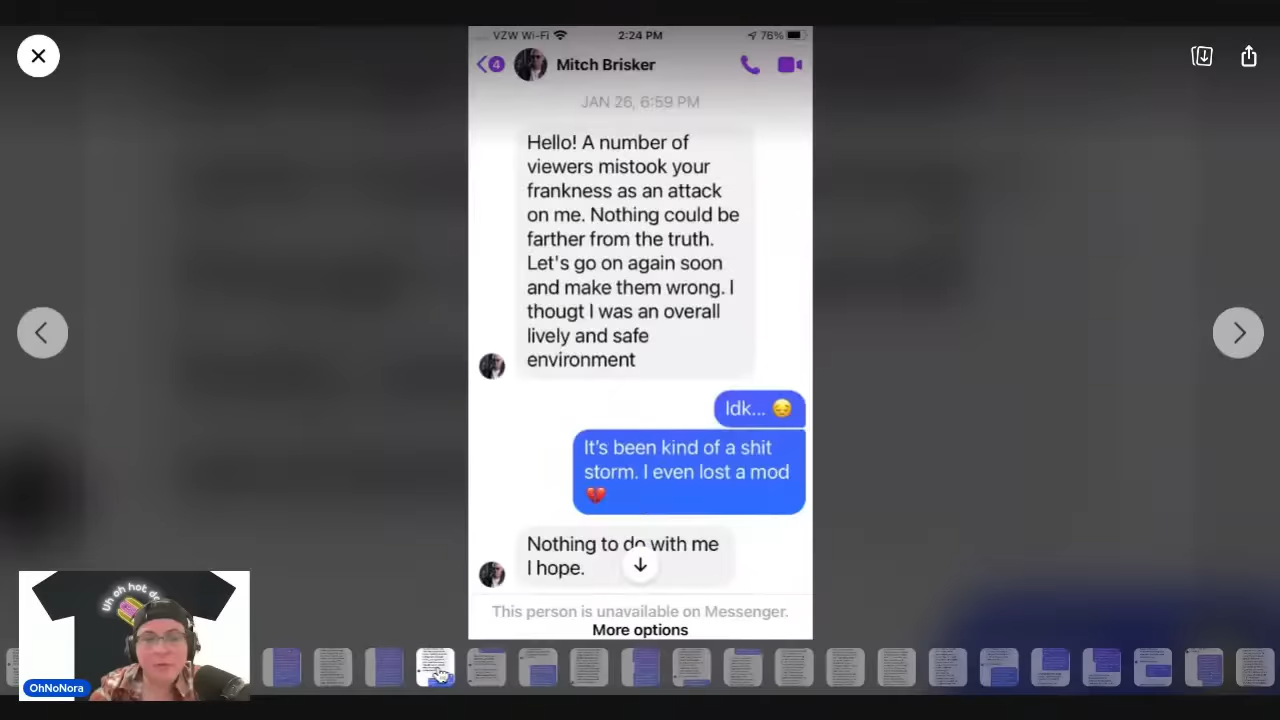 VZW Wi-Fi 2:24 PM 76%
4 Mitch Brisker
JAN 26, 6:59 PM
Hello! A number of
viewers mistook your
frankness as an attack
on me. Nothing could be
farther from the truth.
Let's go on again soon
and make them wrong. I
thougt I was an overall
lively and safe
environment
Idk... 😔
It's been kind of a shit
storm. I even lost a mod
💔
Nothing to do with me
I hope.
This person is unavailable on Messenger.
More options
Uh oh hot
OhNoNora